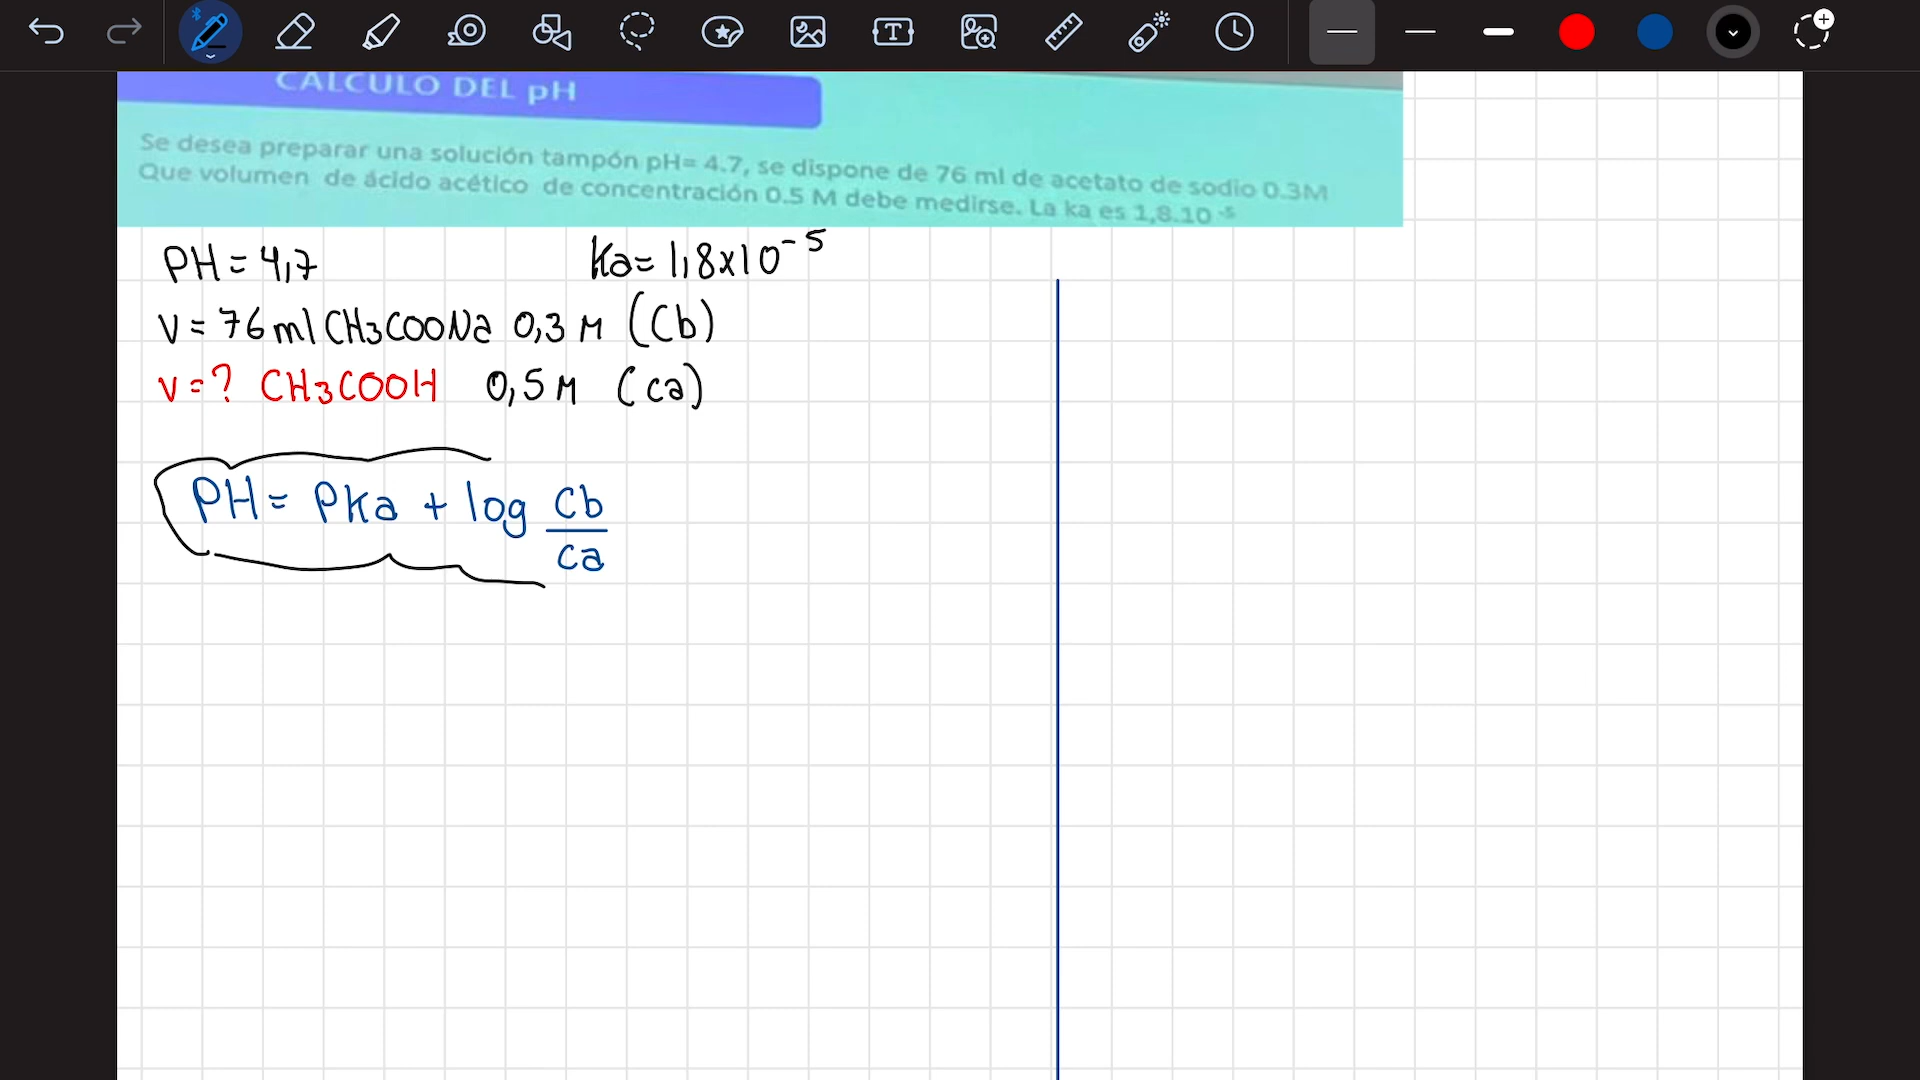 CALCULO DEL pH
Se desea preparar una solución tampón pH= 4.7, se dispone de 76 ml de acetato de sodio 0.3M
Que volumen de ácido acético de concentración 0.5 M debe medirse. La ka es 1,8.10⁻⁵
PH = 4,7
Ka= 1,8x10⁻⁵
V = 76 ml CH3COONa 0,3 M (Cb)
V = ? CH3COOH 0,5 M (ca)
PH = PKa + log Cb
ca